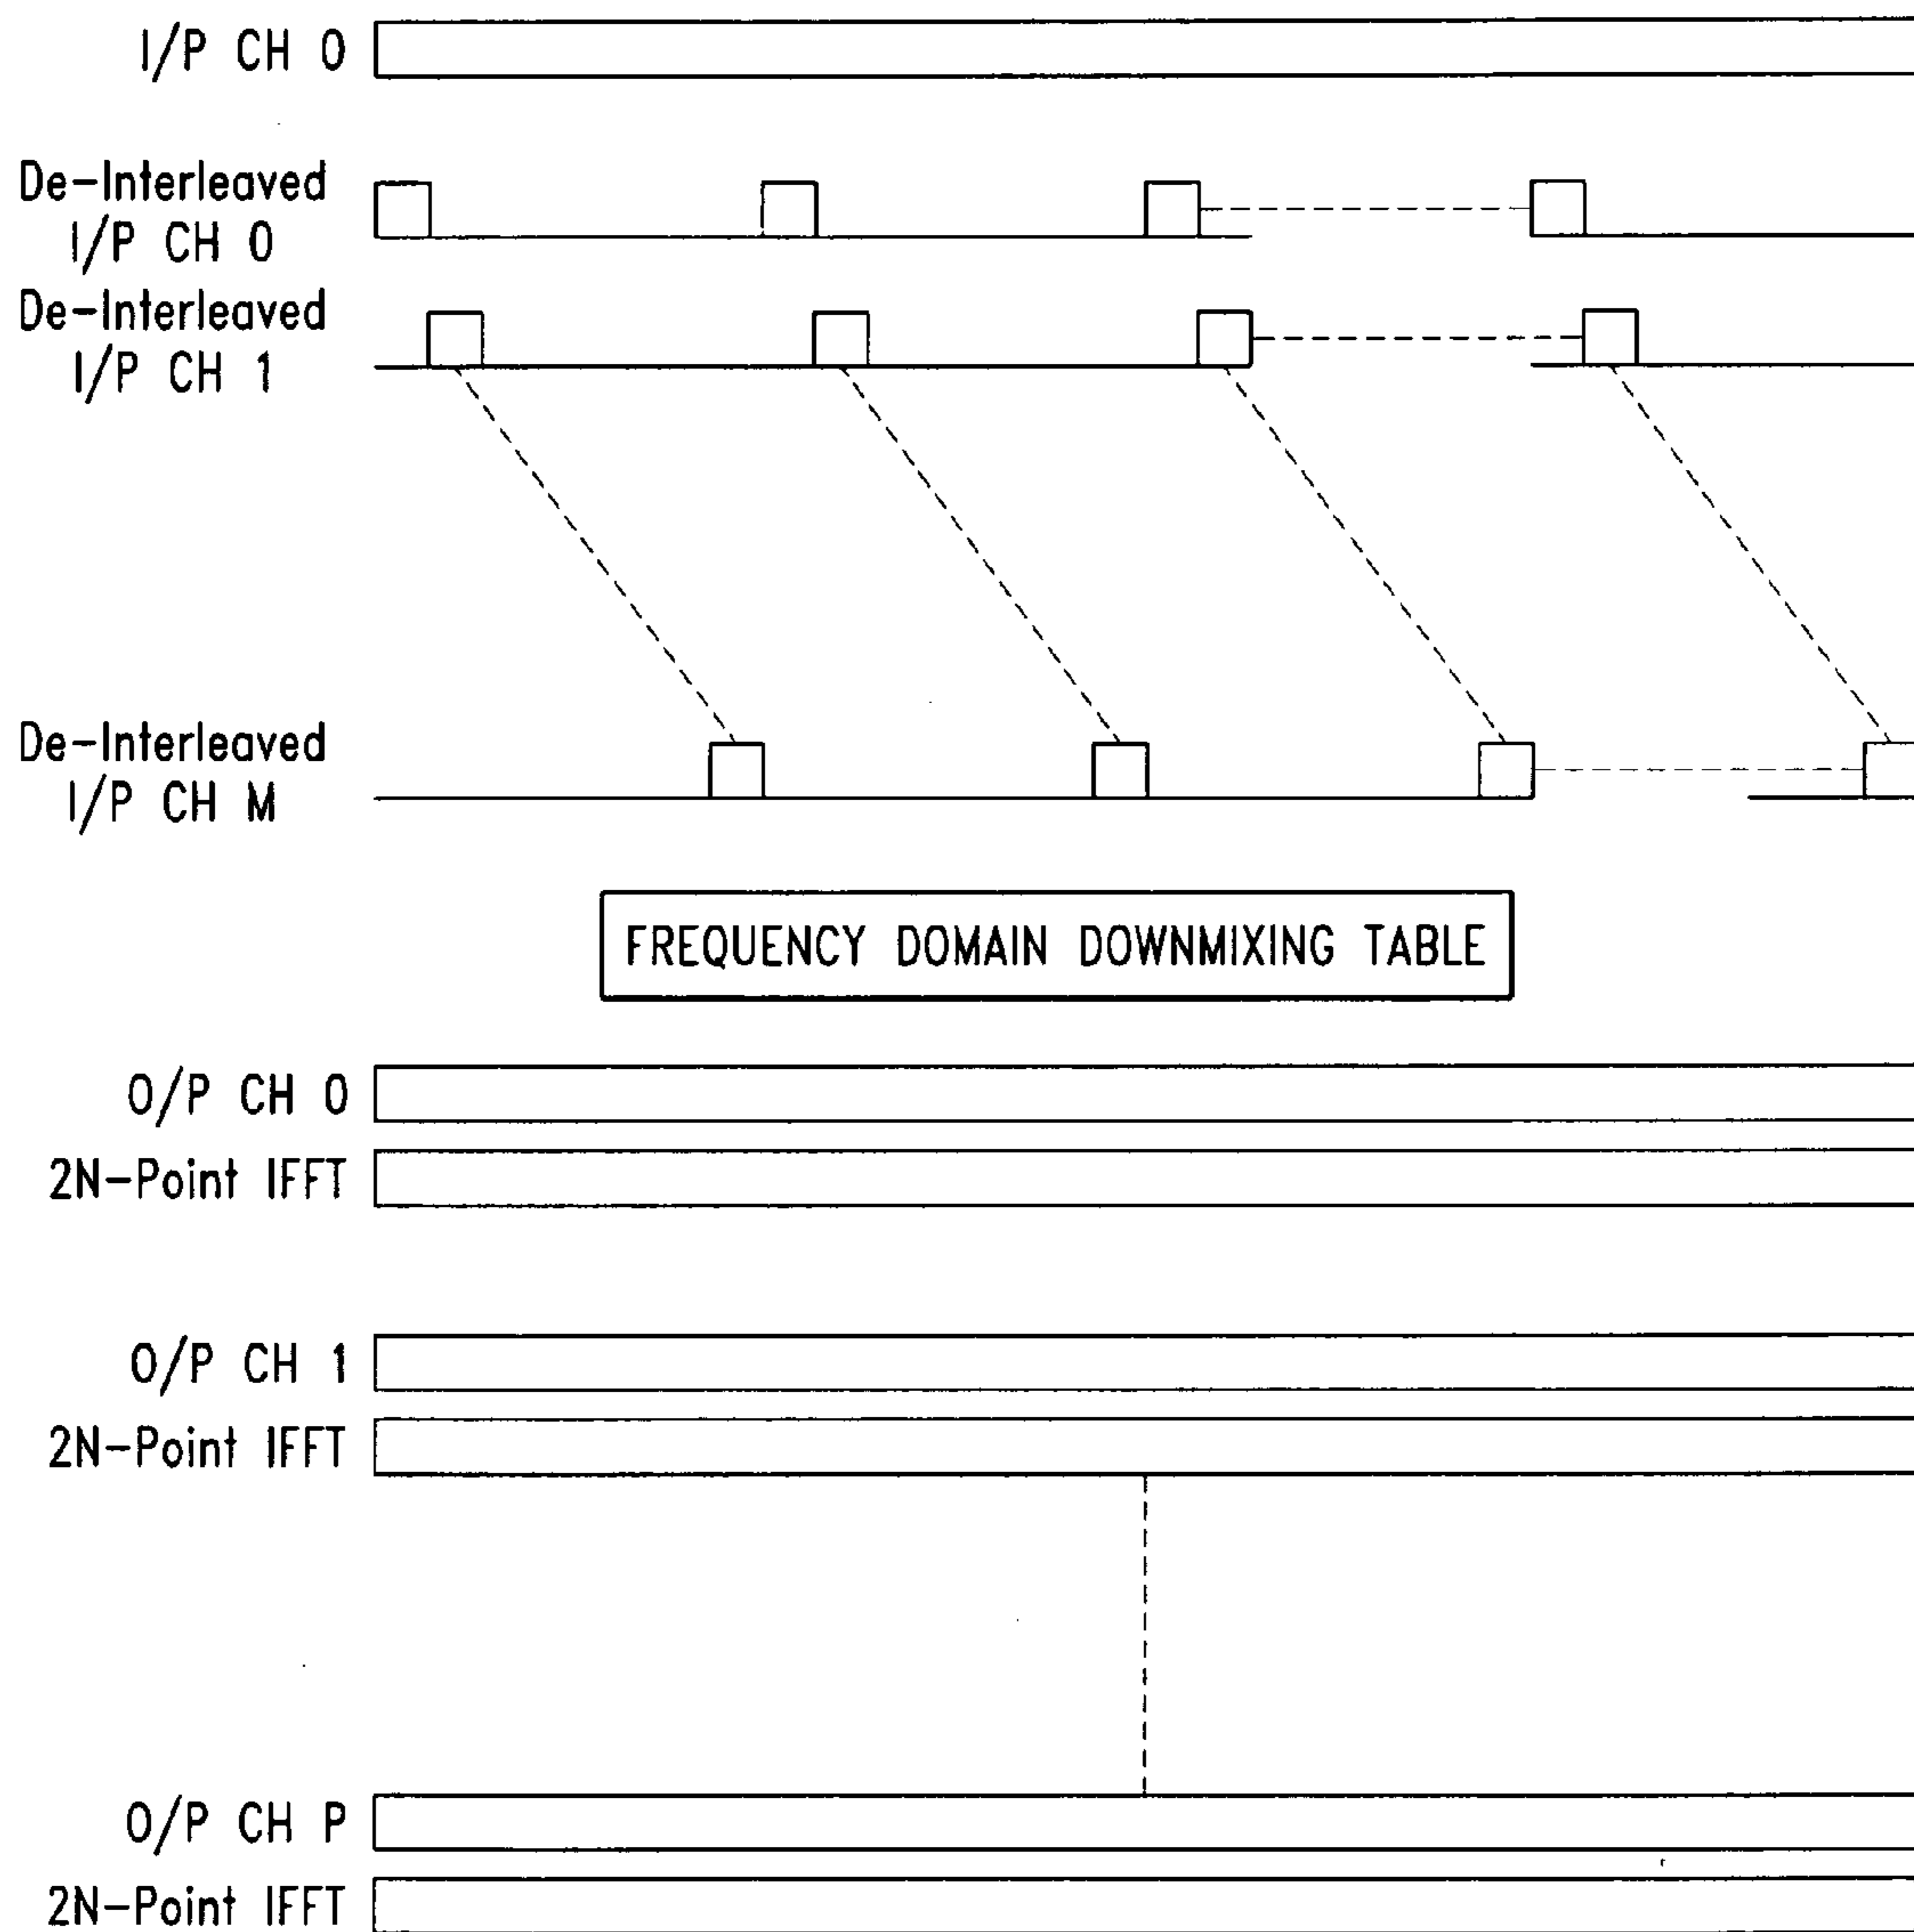 I/P CH 0
De-Interleaved
I/P CH 0
De-Interleaved
I/P CH 1
De-Interleaved
I/P CH M
FREQUENCY DOMAIN DOWNMIXING TABLE
O/P CH 0
2N-Point IFFT
O/P CH 1
2N-Point IFFT
O/P CH P
2N-Point IFFT